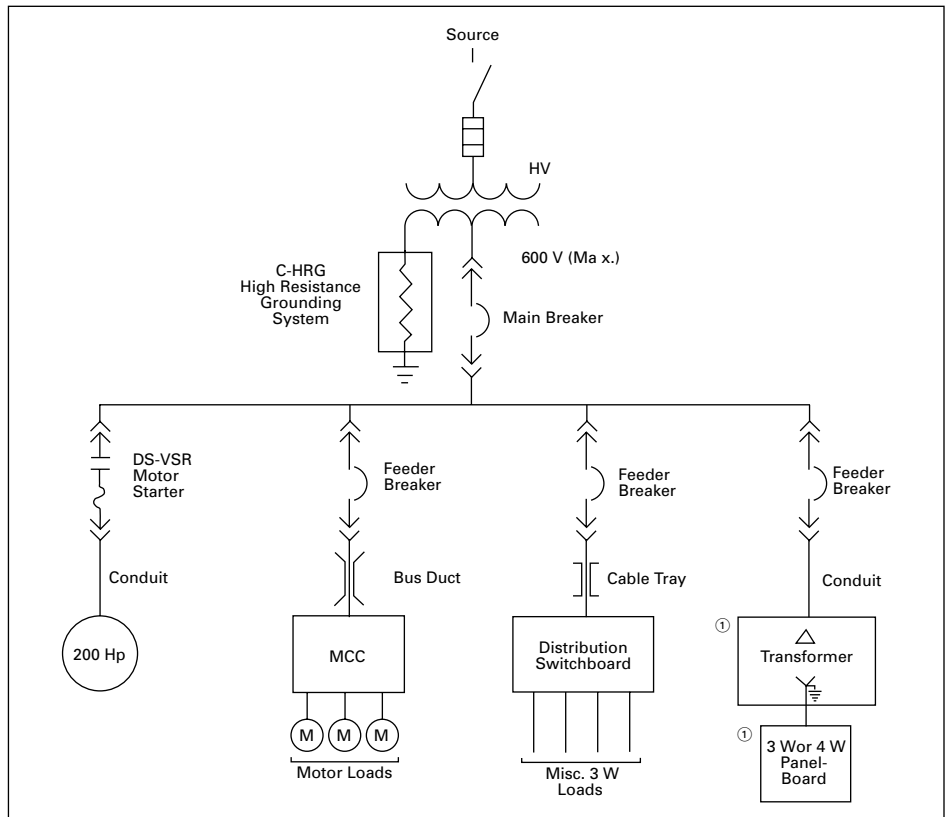 Source
HV
600 V (Ma x.)
C-HRG
High Resistance
Grounding
System
Main Breaker
DS-VSR
Motor
Starter
Feeder
Breaker
Feeder
Breaker
Feeder
Breaker
Conduit
Bus Duct
Cable Tray
Conduit
200 Hp
MCC
Distribution
Switchboard
①
△
Transformer
M M M
Motor Loads
Misc. 3 W
Loads
①
3 Wor 4 W
Panel-
Board